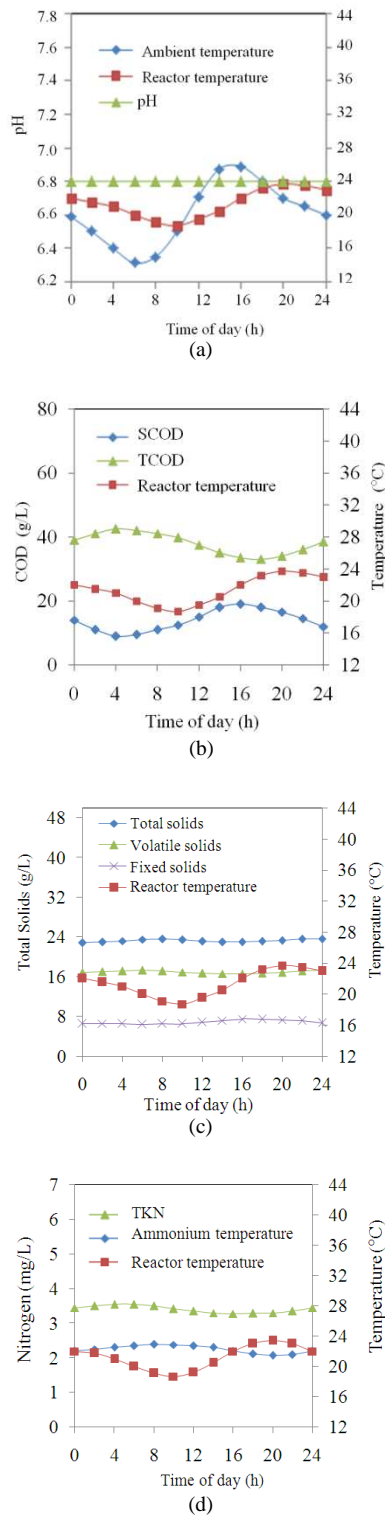 7.8
7.6
7.4
7.2
7.0
6.8
6.6
6.4
6.2
pH
Ambient temperature
Reactor temperature
pH
44
40
36
32
28
24
20
16
12
0 4 8 12 16 20 24
Time of day (h)
(a)
80
60
40
20
0
COD (g/L)
SCOD
TCOD
Reactor temperature
44
40
36
32
28
24
20
16
12
Temperature (°C)
0 4 8 12 16 20 24
Time of day (h)
(b)
48
40
32
24
16
8
0
Total Solids (g/L)
Total solids
Volatile solids
Fixed solids
Reactor temperature
44
40
36
32
28
24
20
16
12
Temperature (°C)
0 4 8 12 16 20 24
Time of day (h)
(c)
7
6
5
4
3
2
1
0
Nitrogen (mg/L)
TKN
Ammonium temperature
Reactor temperature
44
40
36
32
28
24
20
16
12
Temperature (°C)
0 4 8 12 16 20 24
Time of day (h)
(d)